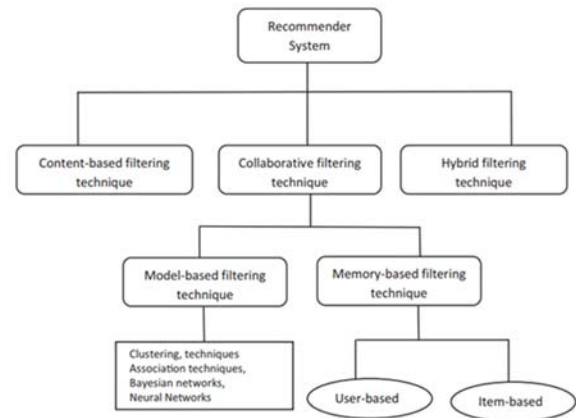 Recommender
System
Content-based filtering
technique
Collaborative filtering
technique
Hybrid filtering
technique
Model-based filtering
technique
Memory-based filtering
technique
Clustering, techniques
Association techniques,
Bayesian networks,
Neural Networks
User-based
Item-based